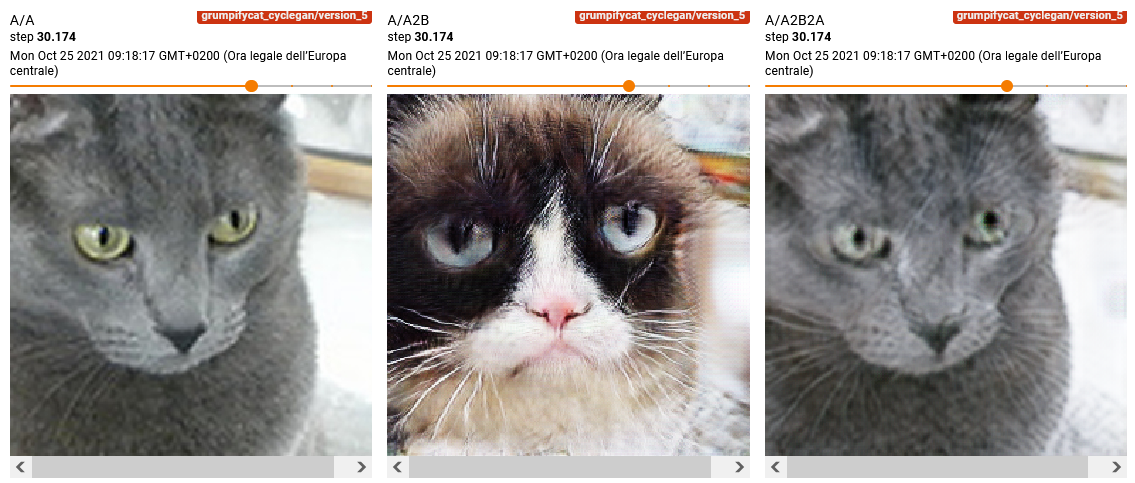 A/A
grumpifycat_cyclegan/version_5
step 30.174
Mon Oct 25 2021 09:18:17 GMT+0200 (Ora legale dell'Europa
centrale)
A/A2B
grumpifycat_cyclegan/version_5
step 30.174
Mon Oct 25 2021 09:18:17 GMT+0200 (Ora legale dell'Europa
centrale)
A/A2B2A
grumpifycat_cyclegan/version_5
step 30.174
Mon Oct 25 2021 09:18:17 GMT+0200 (Ora legale dell'Europa
centrale)